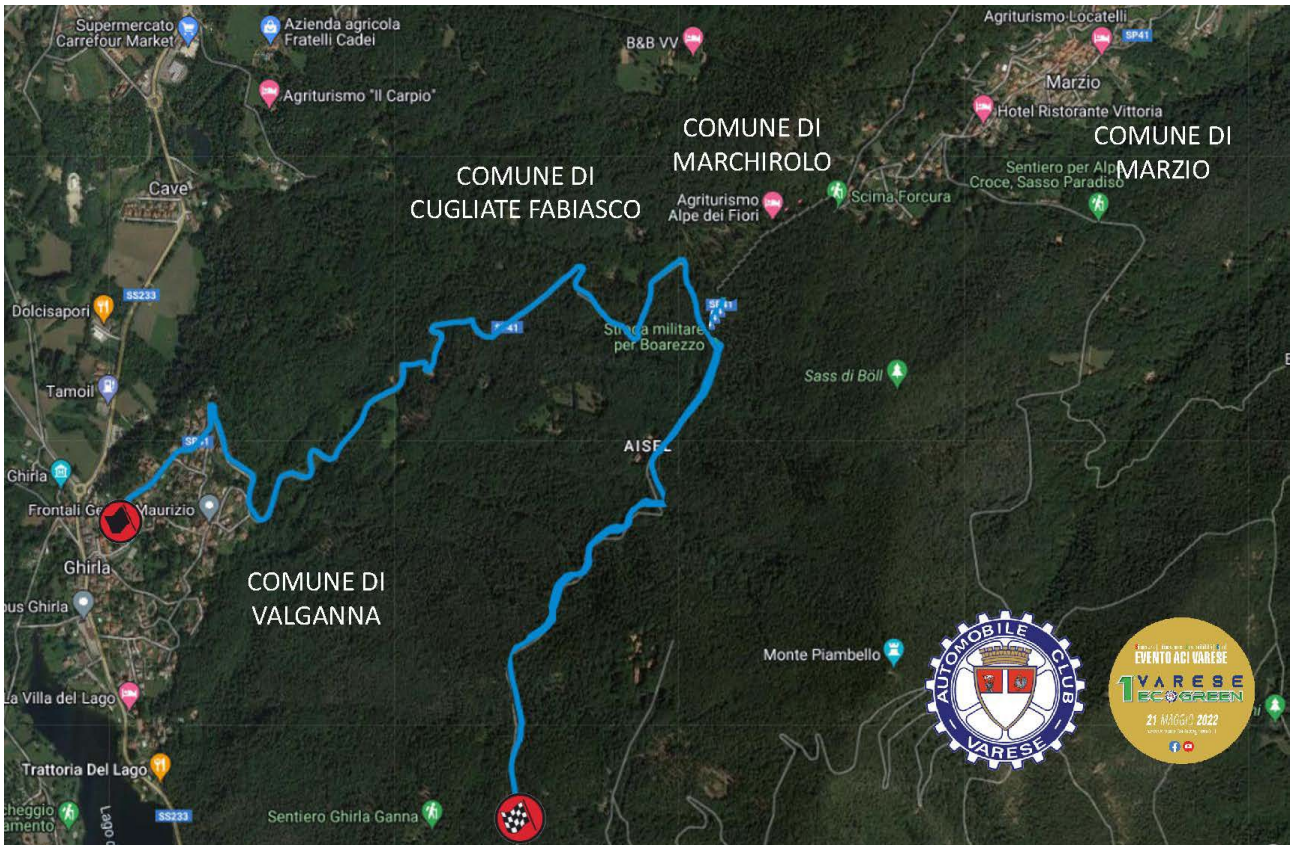 Supermercato
Carrefour Market
Azienda agricola
Fratelli Cadei
B&B VV
Agriturismo Locatelli
SP41
Marzio
Agriturismo "Il Carpio"
Hotel Ristorante Vittoria
COMUNE DI
MARCHIROLO
COMUNE DI
MARZIO
COMUNE DI
CUGLIATE FABIASCO
Sentiero per Alpe
Croce, Sasso Paradiso
Cave
Agriturismo
Alpe dei Fiori
Scima Forcura
SS233
Dolcisapori
SP41
Strada militare
per Boarezzo
Tamoil
Sass di Böll
AISEL
Ghirla
Maurizio
Ghirla
COMUNE DI
VALGANNA
Ghirla
Monte Piambello
AUTOMOBILE CLUB
VARESE
EVENTO ACI VARESE
1 VARESE
ECOGREEN
21 MAGGIO 2022
La Villa del Lago
Trattoria Del Lago
SS233
Sentiero Ghirla Ganna
Lago